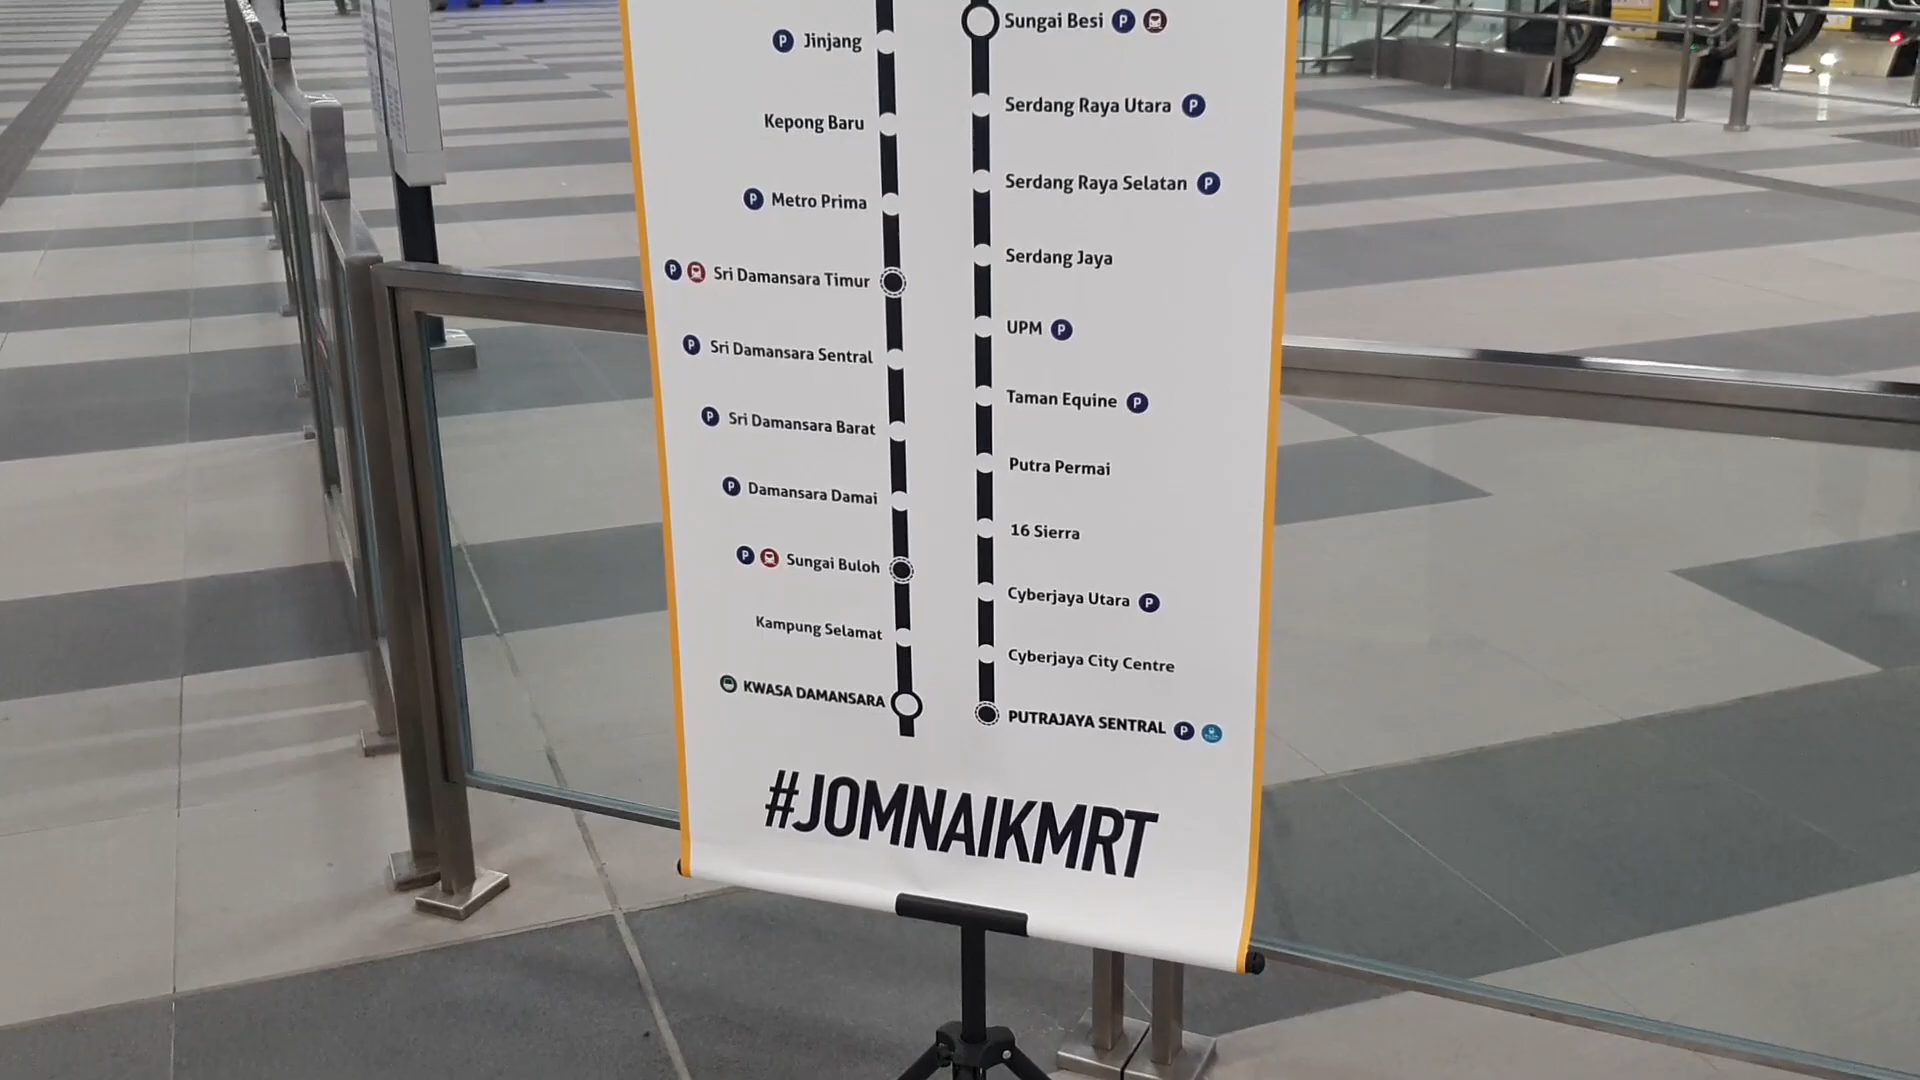 P Jinjang
Kepong Baru
P Metro Prima
P Sri Damansara Timur
P Sri Damansara Sentral
P Sri Damansara Barat
P Damansara Damai
P Sungai Buloh
Kampung Selamat
KWASA DAMANSARA
Sungai Besi P
Serdang Raya Utara P
Serdang Raya Selatan P
Serdang Jaya
UPM P
Taman Equine P
Putra Permai
16 Sierra
Cyberjaya Utara P
Cyberjaya City Centre
PUTRAJAYA SENTRAL P
#JOMNAIKMRT